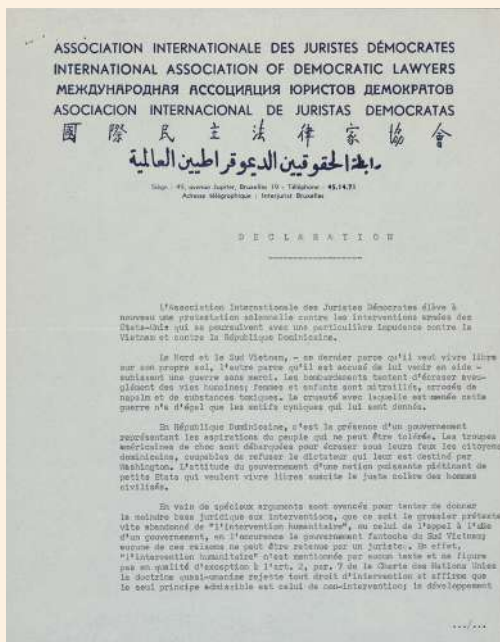 ASSOCIATION INTERNATIONALE DES JURISTES DÉMOCRATES
INTERNATIONAL ASSOCIATION OF DEMOCRATIC LAWYERS
МЕЖДУНАРОДНАЯ АССОЦИАЦИЯ ЮРИСТОВ ДЕМОКРАТОВ
ASOCIACION INTERNACIONAL DE JURISTAS DEMOCRATAS
國際民主法律家協會
رابطة الحقوقيين الديموقراطيين العالمية
Siège : 49, avenue Jupiter, Bruxelles 19 - Téléphone : 45.14.71
Adresse télégraphique : Interjurist Bruxelles
DECLARATION
L'Association Internationale des Juristes Démocrates élève à
nouveau une protestation solennelle contre les interventions armées des
Etats-Unis qui se poursuivent avec une particulière impudence contre le
Vietnam et contre la République Dominicaine.
Le Nord et le Sud Vietnam, - ce dernier parce qu'il veut vivre libre
sur son propre sol, l'autre parce qu'il est accusé de lui venir en aide -
subissent une guerre sans merci. Les bombardements tentent d'écraser aveu-
glément des vies humaines; femmes et enfants sont mitraillés, arrosés de
napalm et de substances toxiques. La cruauté avec laquelle est menée cette
guerre n'a d'égal que les motifs cyniques qui lui sont donnés.
En République Dominicaine, c'est la présence d'un gouvernement
représentant les aspirations du peuple qui ne peut être tolérée. Les troupes
américaines de choc sont débarquées pour écraser sous leurs feux les citoyens
dominicains, coupables de refuser le dictateur qui leur est destiné par
Washington. L'attitude du gouvernement d'une nation puissante piétinant de
petits Etats qui veulent vivre libres suscite la juste colère des hommes
civilisés.
En vain de spécieux arguments sont avancés pour tenter de donner
la moindre base juridique aux interventions, que ce soit le grossier prétexte
vite abandonné de "l'intervention humanitaire", ou celui de l'appel à l'aide
d'un gouvernement, en l'occurence le gouvernement fantoche du Sud Vietnam;
aucune de ces raisons ne peut être retenue par un juriste. En effet,
"l'intervention humanitaire" n'est mentionnée par aucun texte et ne figure
pas en qualité d'exception à l'art. 2, par. 7 de la Charte des Nations Unies
la doctrine quasi-unanime rejette tout droit d'intervention et affirme que
le seul principe admissible est celui de non-intervention; le développement
.../...